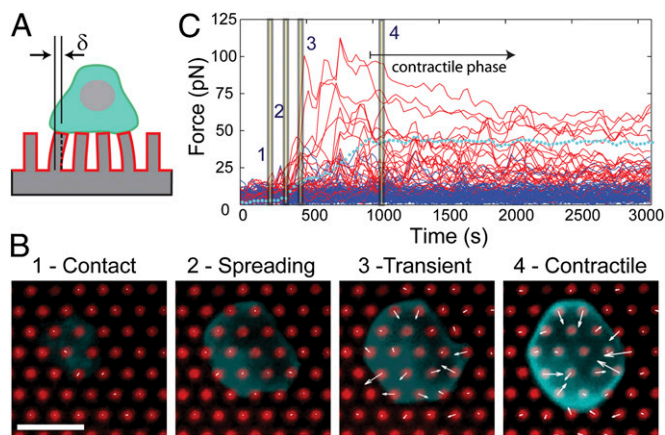 A
δ
C
Force (pN)
125
100
75
50
25
0
1
2
3
4
contractile phase
0
500
1000
1500
2000
2500
3000
Time (s)
B
1 - Contact
2 - Spreading
3 -Transient
4 - Contractile